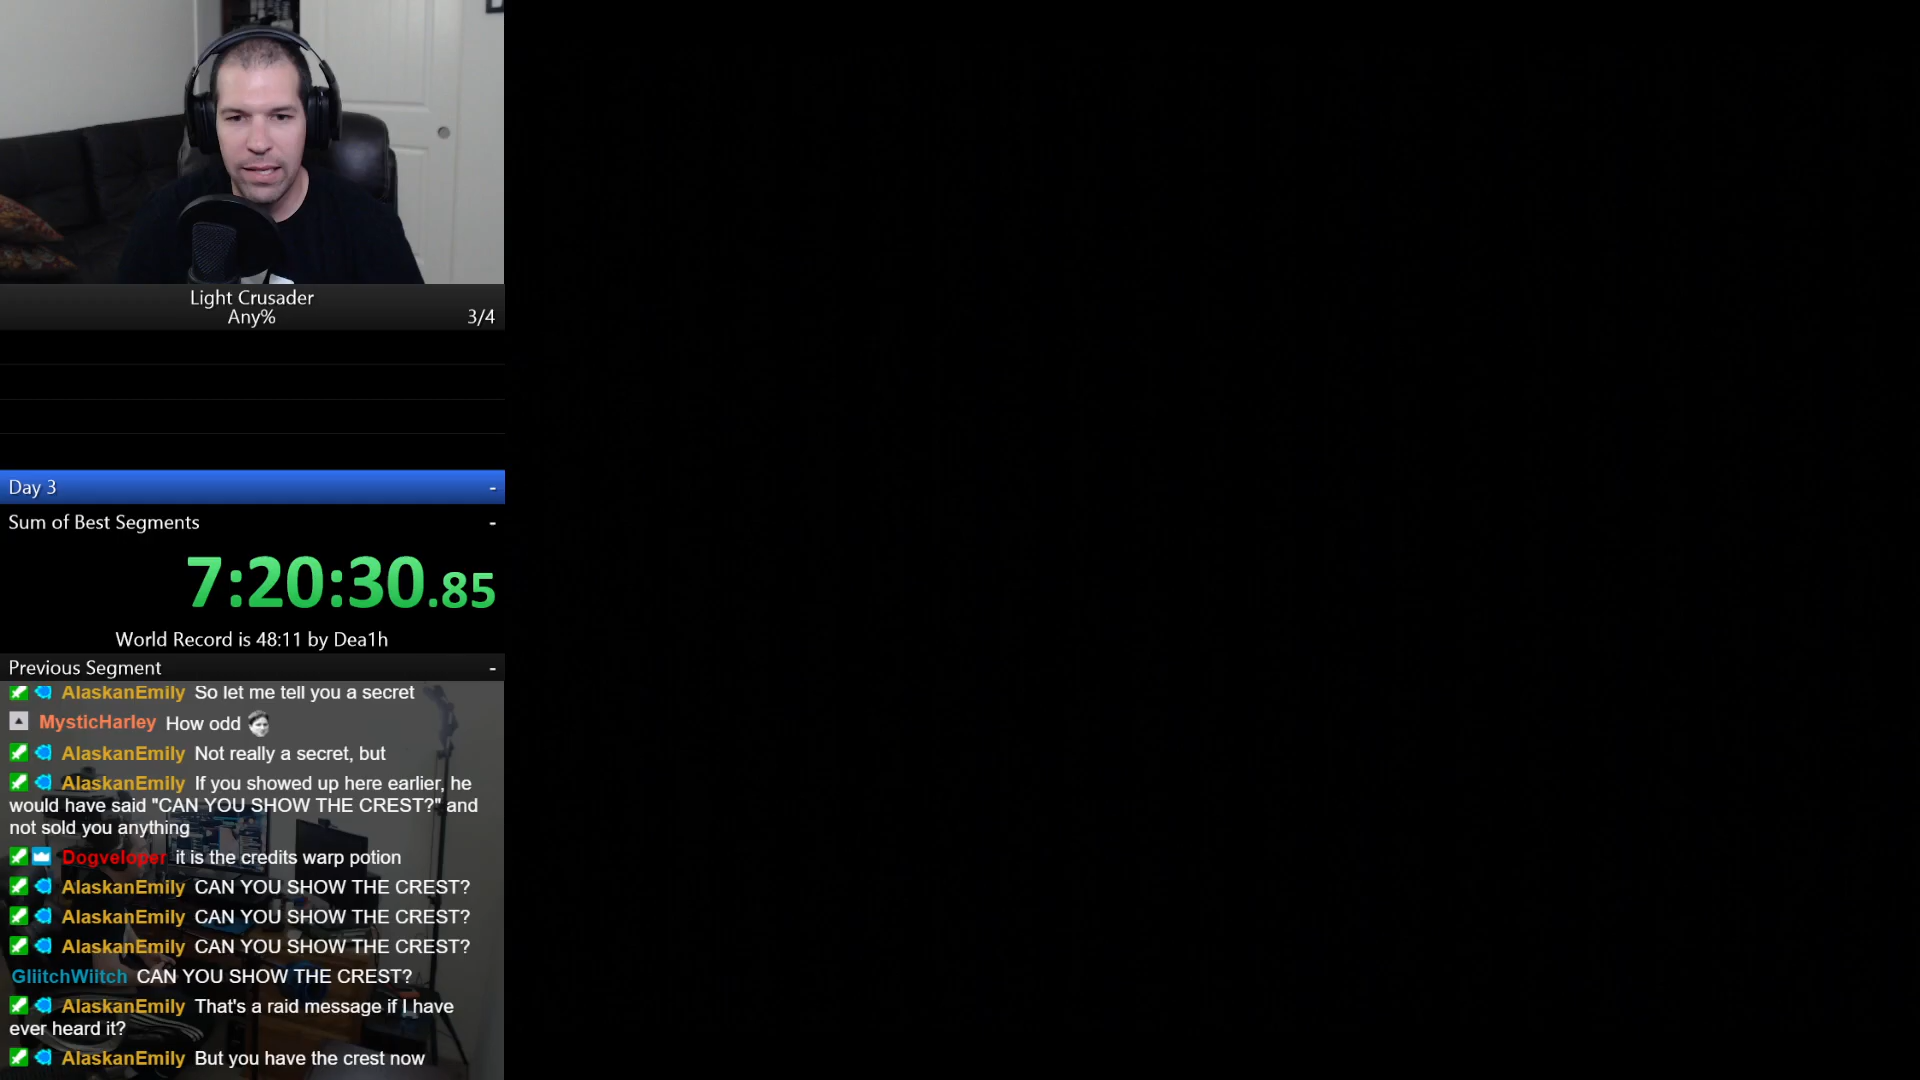 Light Crusader
Any%
3/4
Day 3 -
Sum of Best Segments -
7:20:30.85
World Record is 48:11 by Dea1h
Previous Segment -
AlaskanEmily So let me tell you a secret
MysticHarley How odd
AlaskanEmily Not really a secret, but
AlaskanEmily If you showed up here earlier, he
would have said "CAN YOU SHOW THE CREST?" and
not sold you anything
Dogveloper it is the credits warp potion
AlaskanEmily CAN YOU SHOW THE CREST?
AlaskanEmily CAN YOU SHOW THE CREST?
AlaskanEmily CAN YOU SHOW THE CREST?
GliitchWiitch CAN YOU SHOW THE CREST?
AlaskanEmily That's a raid message if I have
ever heard it?
AlaskanEmily But you have the crest now